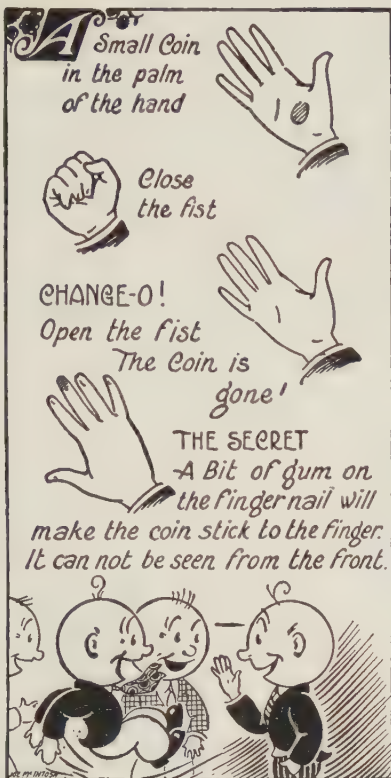 A Small Coin
in the palm
of the hand
Close
the fist
CHANGE-O!
Open the fist
The Coin is
gone!
THE SECRET
A Bit of gum on
the finger nail will
make the coin stick to the finger.
It can not be seen from the front.
JOE McINTOSH